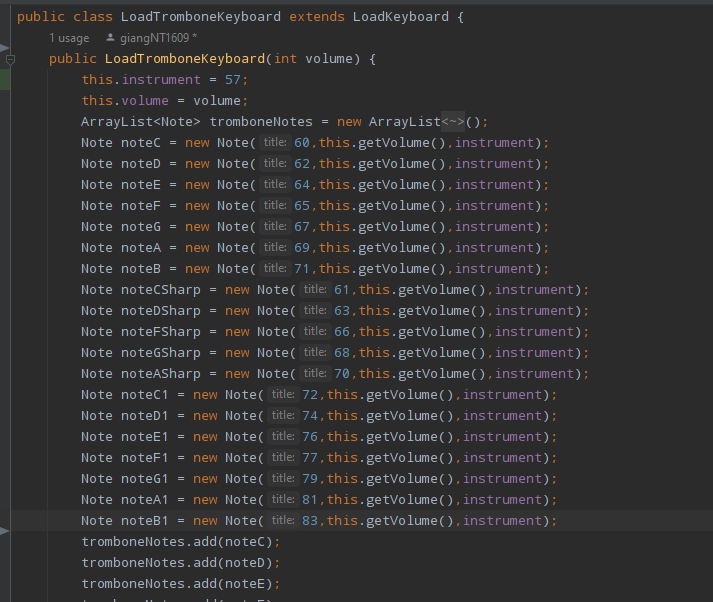 public class LoadTromboneKeyboard extends LoadKeyboard {
1 usage giangNT1609 *
public LoadTromboneKeyboard(int volume) {
this.instrument = 57;
this.volume = volume;
ArrayList<Note> tromboneNotes = new ArrayList<~>();
Note noteC = new Note( title: 60,this.getVolume(),instrument);
Note noteD = new Note( title: 62,this.getVolume(),instrument);
Note noteE = new Note( title: 64,this.getVolume(),instrument);
Note noteF = new Note( title: 65,this.getVolume(),instrument);
Note noteG = new Note( title: 67,this.getVolume(),instrument);
Note noteA = new Note( title: 69,this.getVolume(),instrument);
Note noteB = new Note( title: 71,this.getVolume(),instrument);
Note noteCSharp = new Note( title: 61,this.getVolume(),instrument);
Note noteDSharp = new Note( title: 63,this.getVolume(),instrument);
Note noteFSharp = new Note( title: 66,this.getVolume(),instrument);
Note noteGSharp = new Note( title: 68,this.getVolume(),instrument);
Note noteASharp = new Note( title: 70,this.getVolume(),instrument);
Note noteC1 = new Note( title: 72,this.getVolume(),instrument);
Note noteD1 = new Note( title: 74,this.getVolume(),instrument);
Note noteE1 = new Note( title: 76,this.getVolume(),instrument);
Note noteF1 = new Note( title: 77,this.getVolume(),instrument);
Note noteG1 = new Note( title: 79,this.getVolume(),instrument);
Note noteA1 = new Note( title: 81,this.getVolume(),instrument);
Note noteB1 = new Note( title: 83,this.getVolume(),instrument);
tromboneNotes.add(noteC);
tromboneNotes.add(noteD);
tromboneNotes.add(noteE);